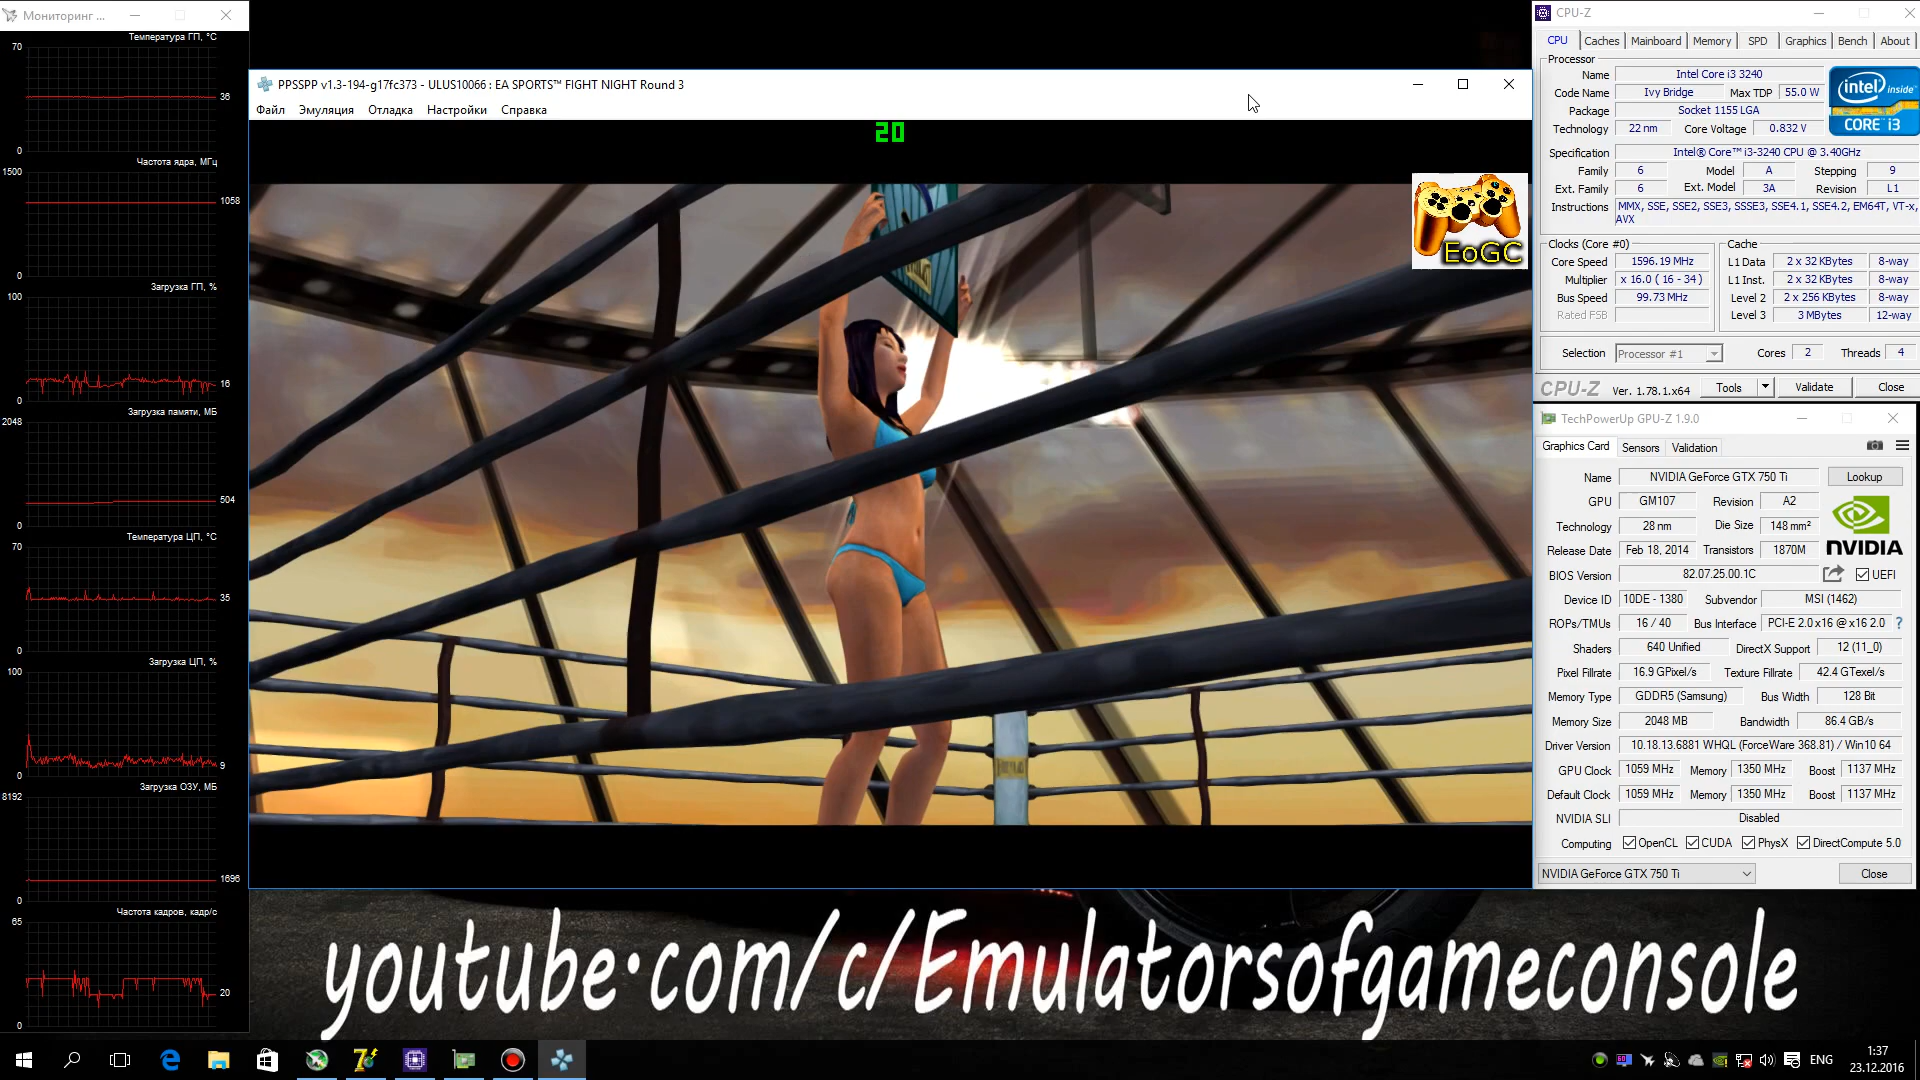 Мониторинг ...
Температура ГП, °C
70
36
0
Частота ядра, МГц
1500
1058
0
Загрузка ГП, %
100
16
0
Загрузка памяти, МБ
2048
504
0
Температура ЦП, °C
70
35
0
Загрузка ЦП, %
100
9
0
Загрузка ОЗУ, МБ
8192
1696
0
Частота кадров, кадр/с
65
20
0
PPSSPP v1.3-194-g17fc373 - ULUS10066 : EA SPORTS™ FIGHT NIGHT Round 3
Файл Эмуляция Отладка Настройки Справка
20
EoGC
CPU-Z
CPU Caches Mainboard Memory SPD Graphics Bench About
Processor
Name Intel Core i3 3240
Code Name Ivy Bridge Max TDP 55.0 W
Package Socket 1155 LGA
Technology 22 nm Core Voltage 0.832 V
intel inside™
CORE i3
Specification Intel® Core™ i3-3240 CPU @ 3.40GHz
Family 6 Model A Stepping 9
Ext. Family 6 Ext. Model 3A Revision L1
Instructions MMX, SSE, SSE2, SSE3, SSSE3, SSE4.1, SSE4.2, EM64T, VT-x,
AVX
Clocks (Core #0)
Core Speed 1596.19 MHz
Multiplier x 16.0 ( 16 - 34 )
Bus Speed 99.73 MHz
Rated FSB
Cache
L1 Data 2 x 32 KBytes 8-way
L1 Inst. 2 x 32 KBytes 8-way
Level 2 2 x 256 KBytes 8-way
Level 3 3 MBytes 12-way
Selection Processor #1 Cores 2 Threads 4
CPU-Z Ver. 1.78.1.x64 Tools Validate Close
TechPowerUp GPU-Z 1.9.0
Graphics Card Sensors Validation
Name NVIDIA GeForce GTX 750 Ti Lookup
GPU GM107 Revision A2
Technology 28 nm Die Size 148 mm²
Release Date Feb 18, 2014 Transistors 1870M
NVIDIA
BIOS Version 82.07.25.00.1C UEFI
Device ID 10DE - 1380 Subvendor MSI (1462)
ROPs/TMUs 16 / 40 Bus Interface PCI-E 2.0 x16 @ x16 2.0 ?
Shaders 640 Unified DirectX Support 12 (11_0)
Pixel Fillrate 16.9 GPixel/s Texture Fillrate 42.4 GTexel/s
Memory Type GDDR5 (Samsung) Bus Width 128 Bit
Memory Size 2048 MB Bandwidth 86.4 GB/s
Driver Version 10.18.13.6881 WHQL (ForceWare 368.81) / Win10 64
GPU Clock 1059 MHz Memory 1350 MHz Boost 1137 MHz
Default Clock 1059 MHz Memory 1350 MHz Boost 1137 MHz
NVIDIA SLI Disabled
Computing OpenCL CUDA PhysX DirectCompute 5.0
NVIDIA GeForce GTX 750 Ti Close
youtube.com/c/Emulatorsofgameconsole
ENG
1:37
23.12.2016